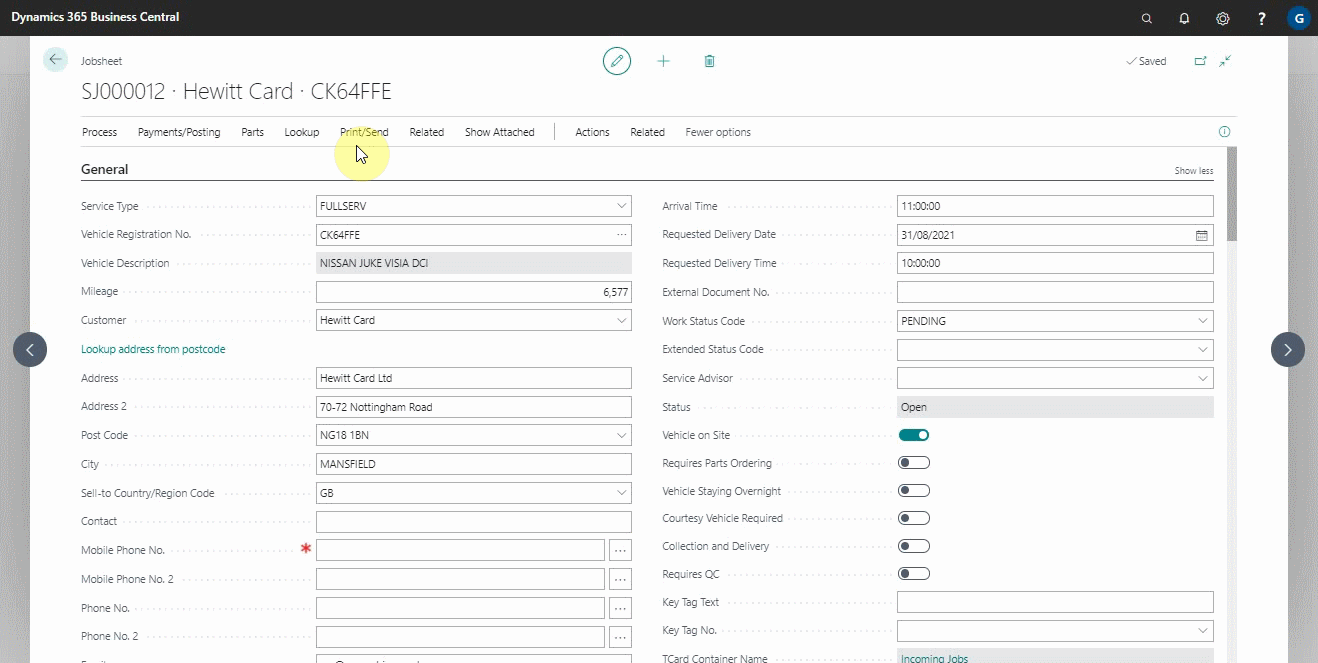 Dynamics 365 Business Central
? G
Jobsheet
Saved
SJ000012 · Hewitt Card · CK64FFE
Process Payments/Posting Parts Lookup Print/Send Related Show Attached Actions Related Fewer options
General
Show less
Service Type FULLSERV
Vehicle Registration No. CK64FFE
Vehicle Description NISSAN JUKE VISIA DCI
Mileage 6,577
Customer Hewitt Card
Lookup address from postcode
Address Hewitt Card Ltd
Address 2 70-72 Nottingham Road
Post Code NG18 1BN
City MANSFIELD
Sell-to Country/Region Code GB
Contact
Mobile Phone No. *
Mobile Phone No. 2
Phone No.
Phone No. 2
Arrival Time 11:00:00
Requested Delivery Date 31/08/2021
Requested Delivery Time 10:00:00
External Document No.
Work Status Code PENDING
Extended Status Code
Service Advisor
Status Open
Vehicle on Site
Requires Parts Ordering
Vehicle Staying Overnight
Courtesy Vehicle Required
Collection and Delivery
Requires QC
Key Tag Text
Key Tag No.
TCard Container Name Incoming Jobs